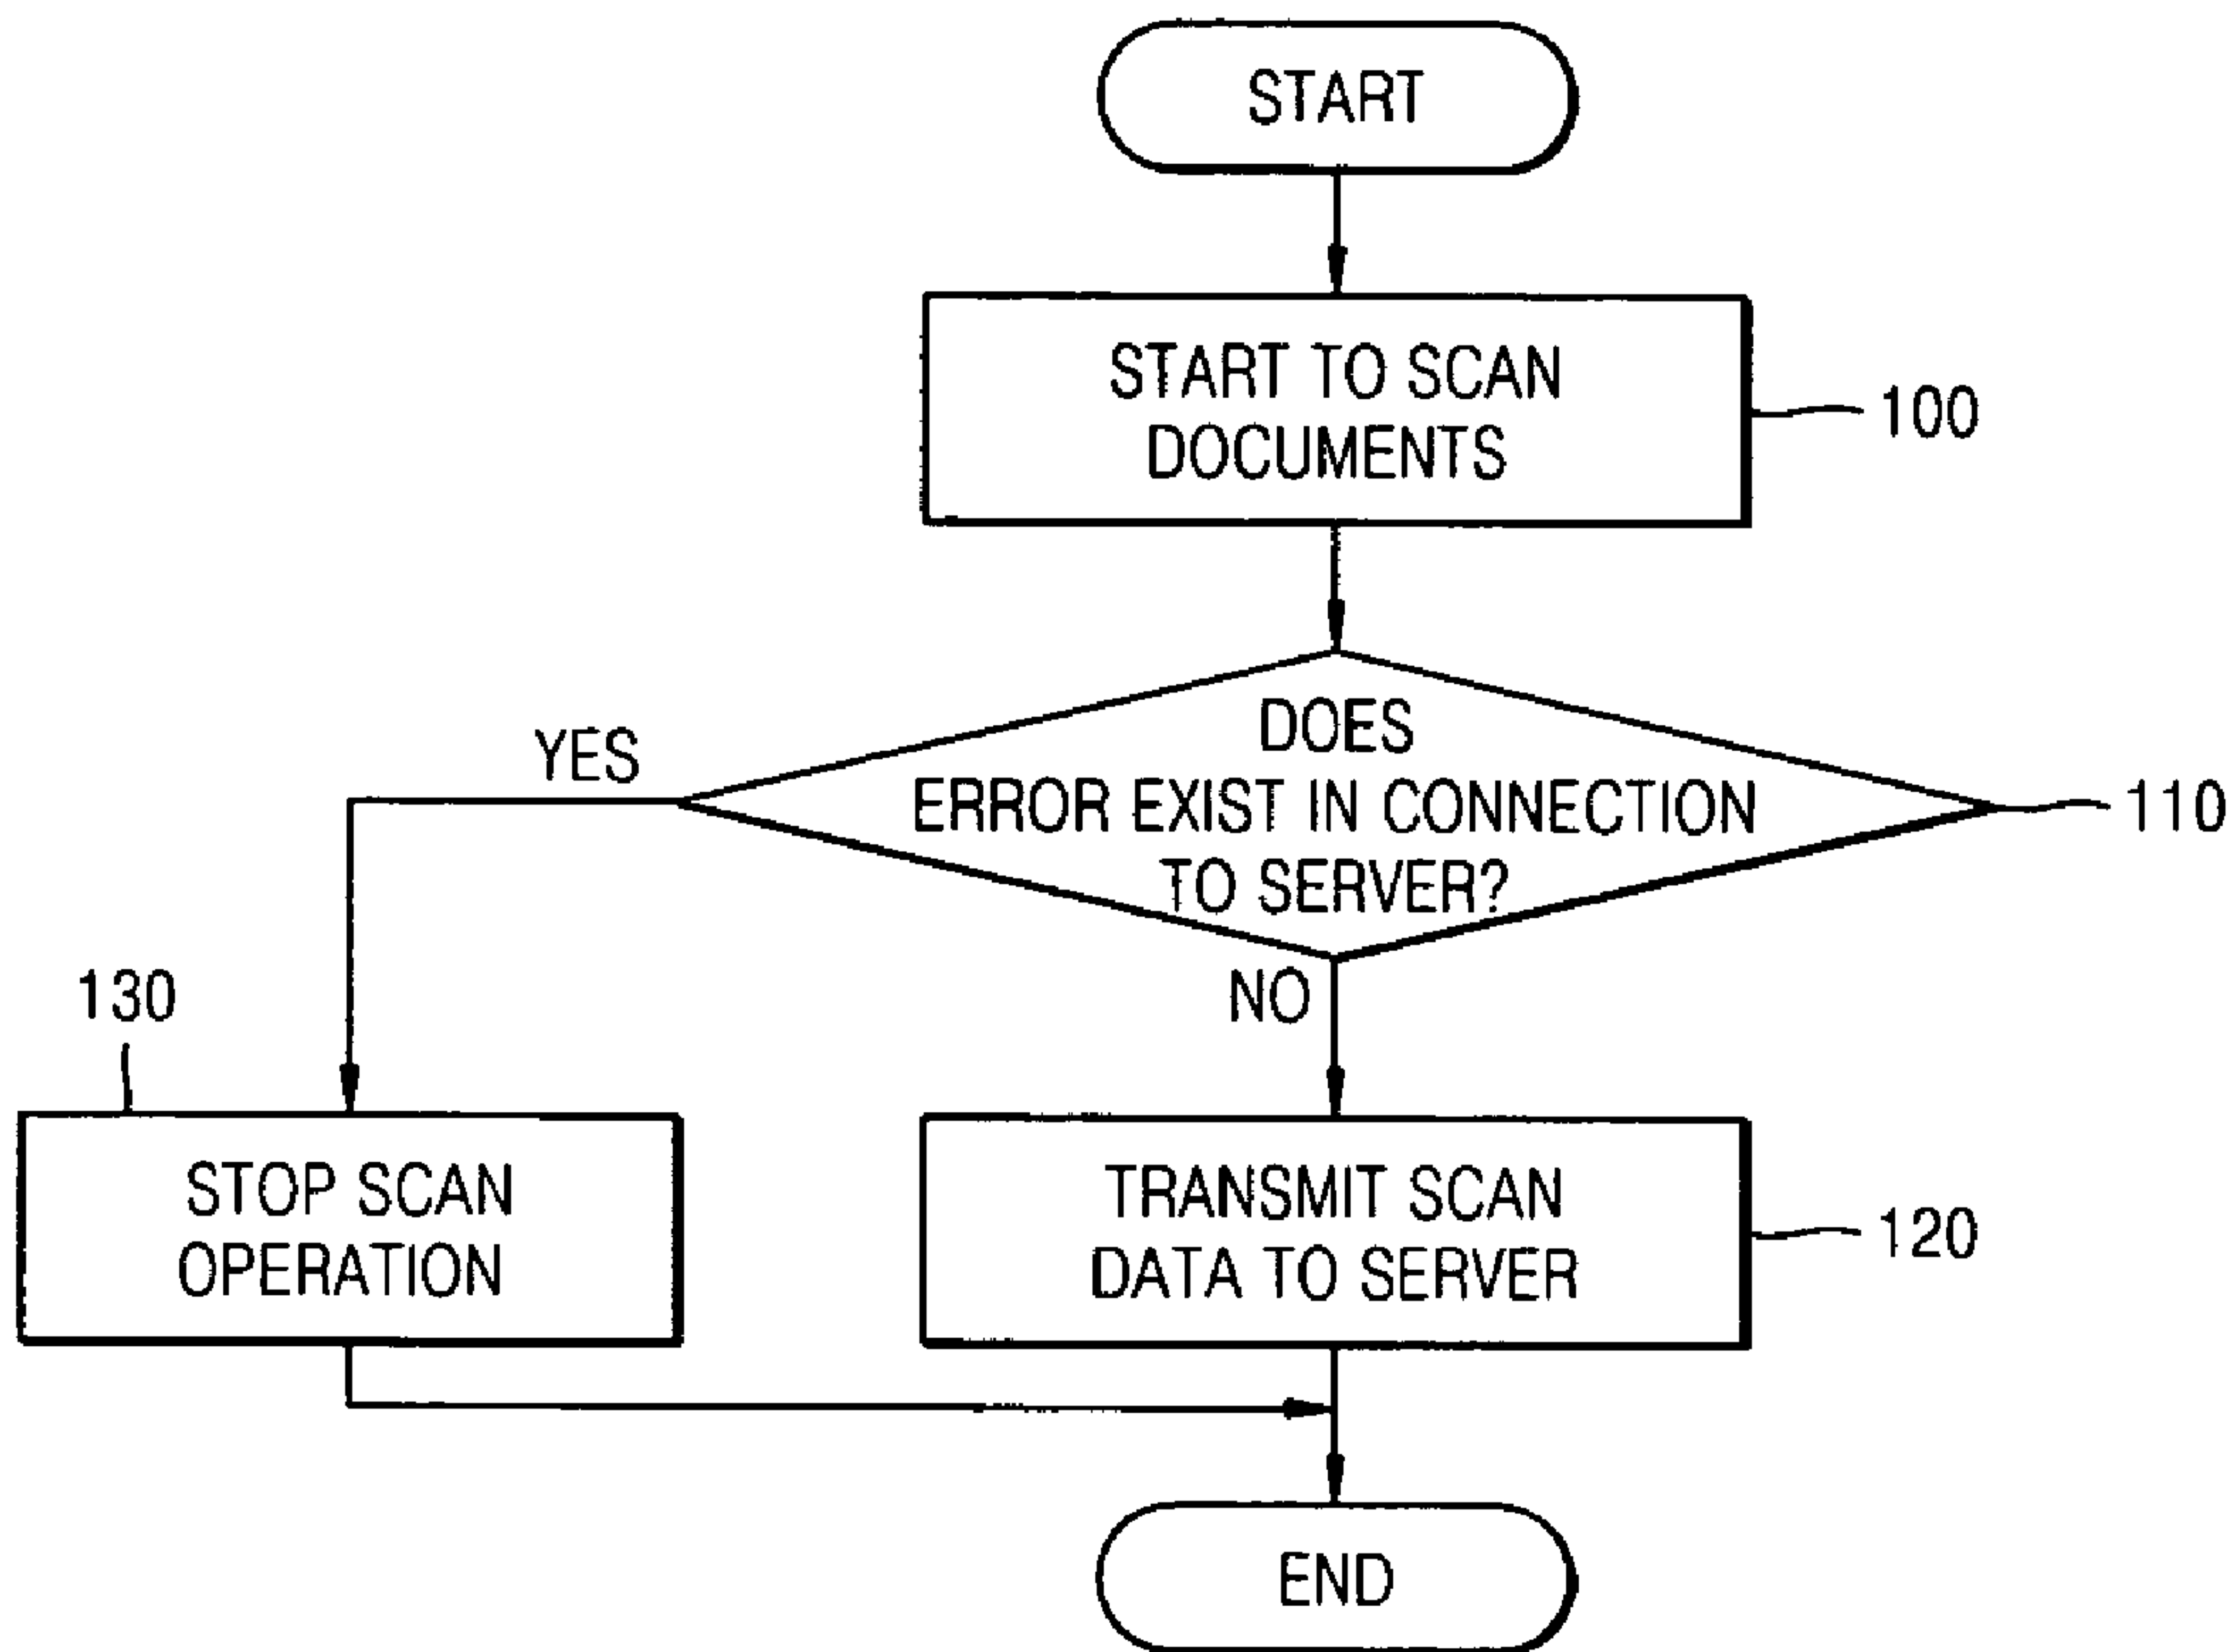 START
START TO SCAN
DOCUMENTS
100
DOES
ERROR EXIST IN CONNECTION
TO SERVER?
110
YES
NO
130
STOP SCAN
OPERATION
TRANSMIT SCAN
DATA TO SERVER
120
END